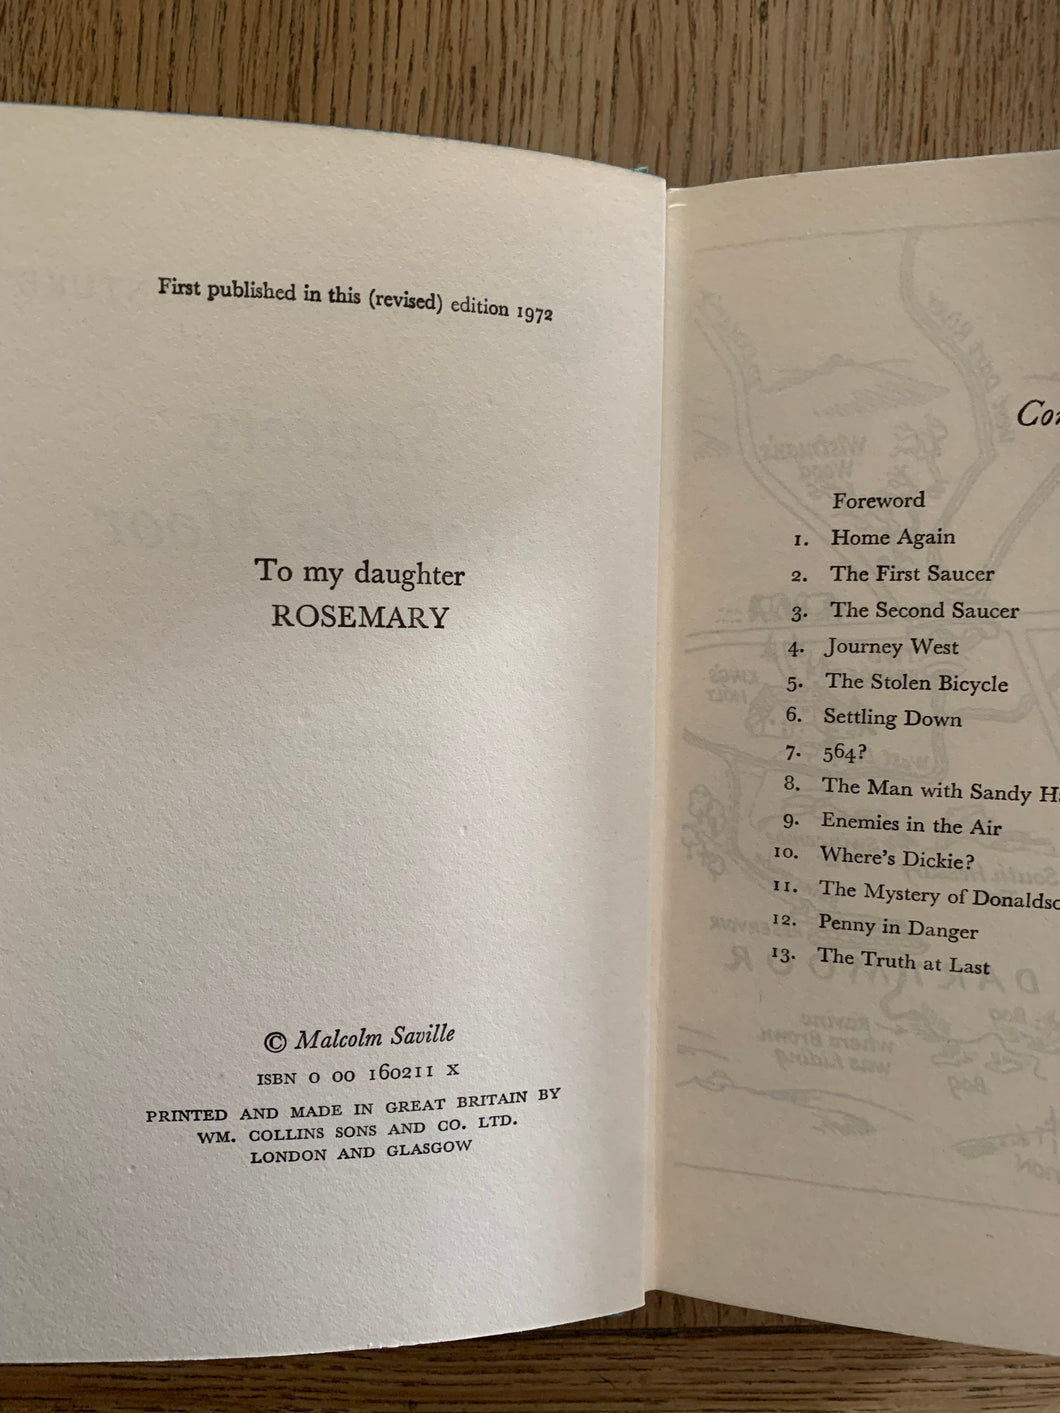 First published in this (revised) edition 1972
To my daughter
ROSEMARY
© Malcolm Saville
ISBN 0 00 160211 X
PRINTED AND MADE IN GREAT BRITAIN BY
WM. COLLINS SONS AND CO. LTD.
LONDON AND GLASGOW
Foreword
1. Home Again
2. The First Saucer
3. The Second Saucer
4. Journey West
5. The Stolen Bicycle
6. Settling Down
7. 564?
8. The Man with Sandy
9. Enemies in the Air
10. Where's Dickie?
11. The Mystery of
12. Penny in Danger
13. The Truth at Last